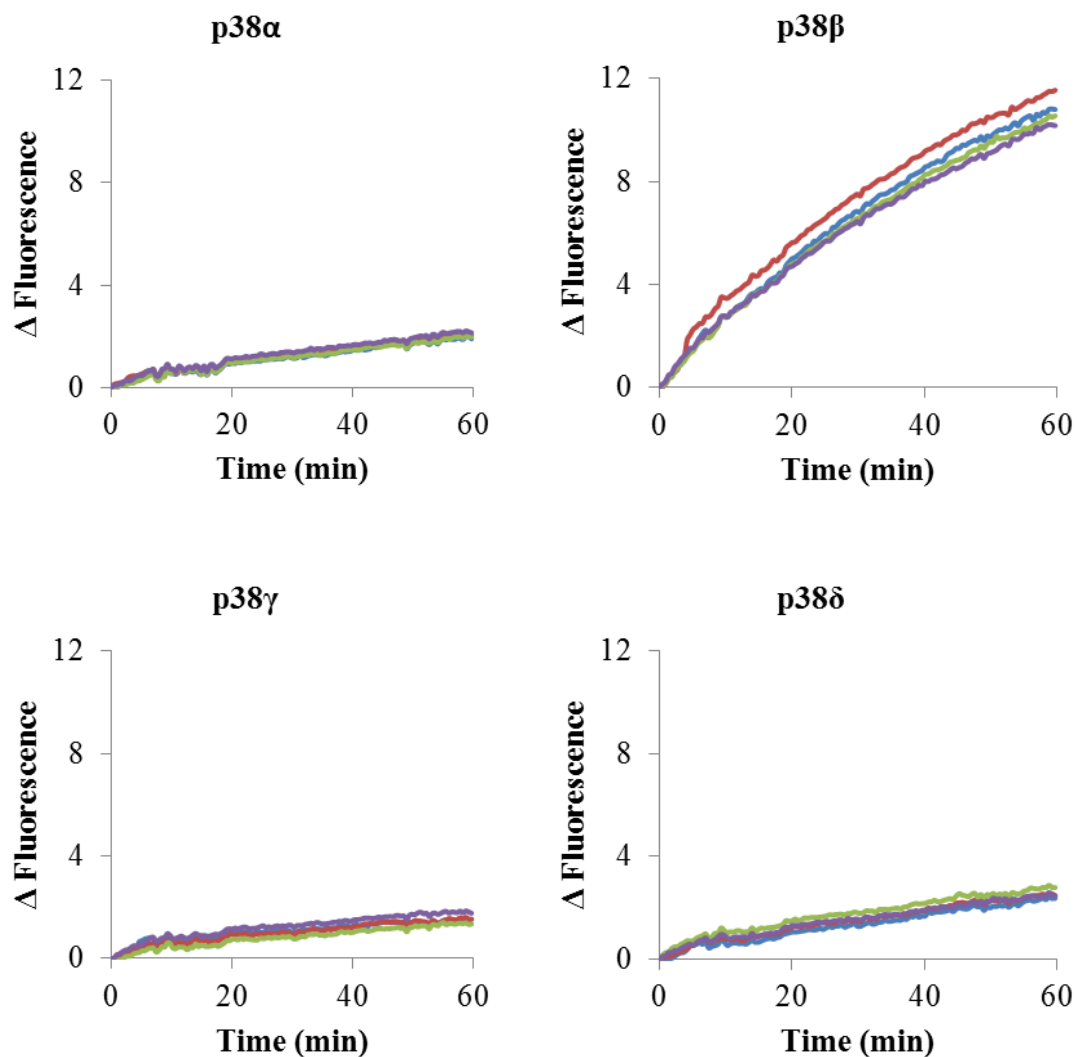 p38α
12
8
4
0
Δ Fluorescence
0 20 40 60
Time (min)
p38β
12
8
4
0
Δ Fluorescence
0 20 40 60
Time (min)
p38γ
12
8
4
0
Δ Fluorescence
0 20 40 60
Time (min)
p38δ
12
8
4
0
Δ Fluorescence
0 20 40 60
Time (min)